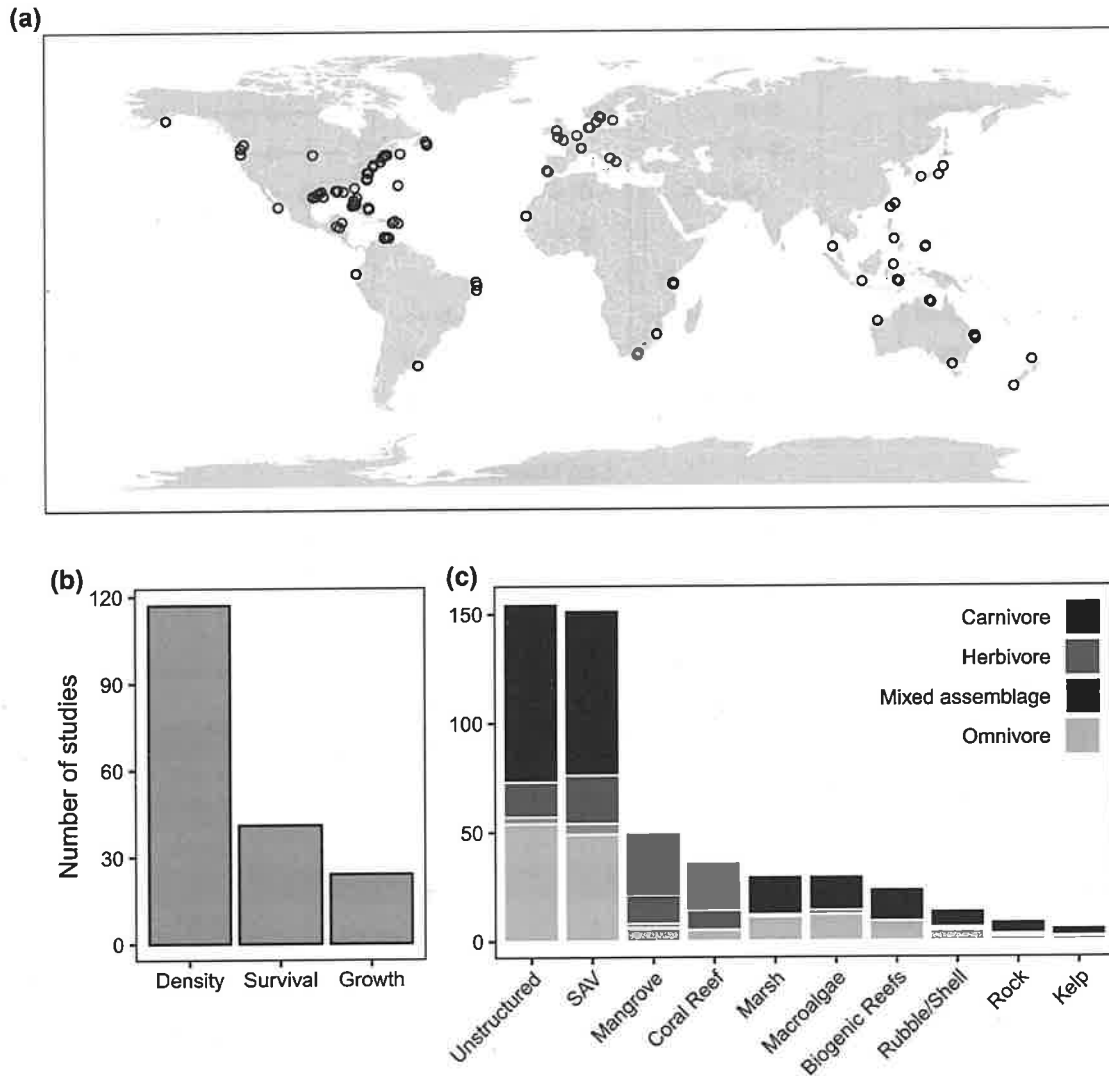 (a)
(b)
Number of studies
120
90
60
30
0
Density Survival Growth
(c)
150
100
50
0
Carnivore
Herbivore
Mixed assemblage
Omnivore
Unstructured
SAV
Mangrove
Coral Reef
Marsh
Macroalgae
Biogenic Reefs
Rubble/Shell
Rock
Kelp